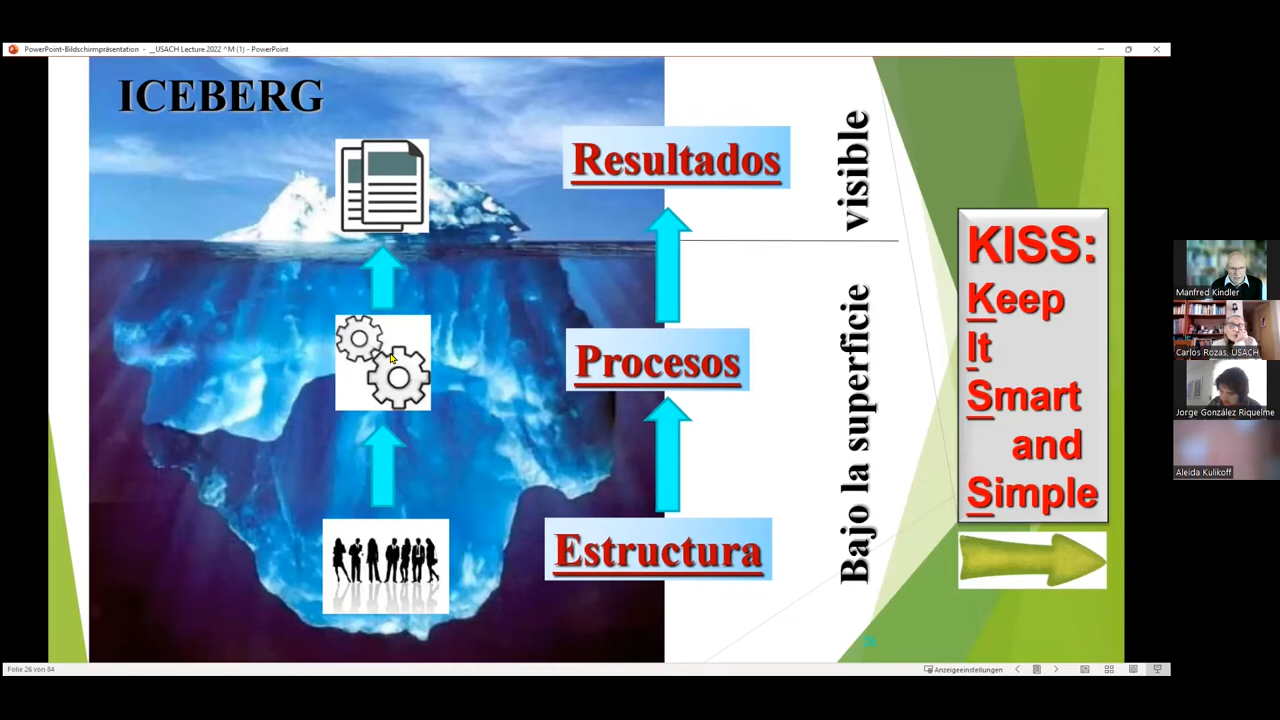 PowerPoint-Bildschirmpräsentation - __USACH Lecture 2022 ^M (1) - PowerPoint
ICEBERG
Resultados
Procesos
Estructura
visible
Bajo la superficie
KISS:
Keep
It
Smart
and
Simple
Manfred Kindler
Carlos Rozas, USACH
Jorge González Riquelme
Aleida Kulikoff
26
Folie 26 von 84
Anzeigeeinstellungen